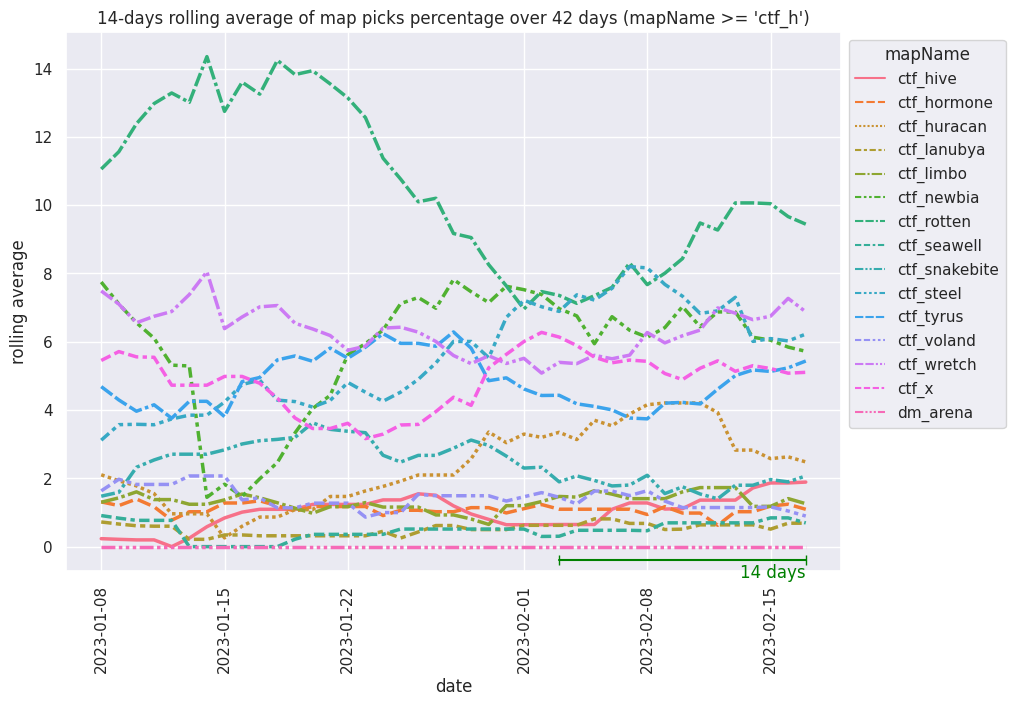 14-days rolling average of map picks percentage over 42 days (mapName >= 'ctf_h')
mapName
ctf_hive
ctf_hormone
ctf_huracan
ctf_lanubya
ctf_limbo
ctf_newbia
ctf_rotten
ctf_seawell
ctf_snakebite
ctf_steel
ctf_tyrus
ctf_voland
ctf_wretch
ctf_x
dm_arena
rolling average
14
12
10
8
6
4
2
0
14 days
2023-01-08
2023-01-15
2023-01-22
2023-02-01
2023-02-08
2023-02-15
date